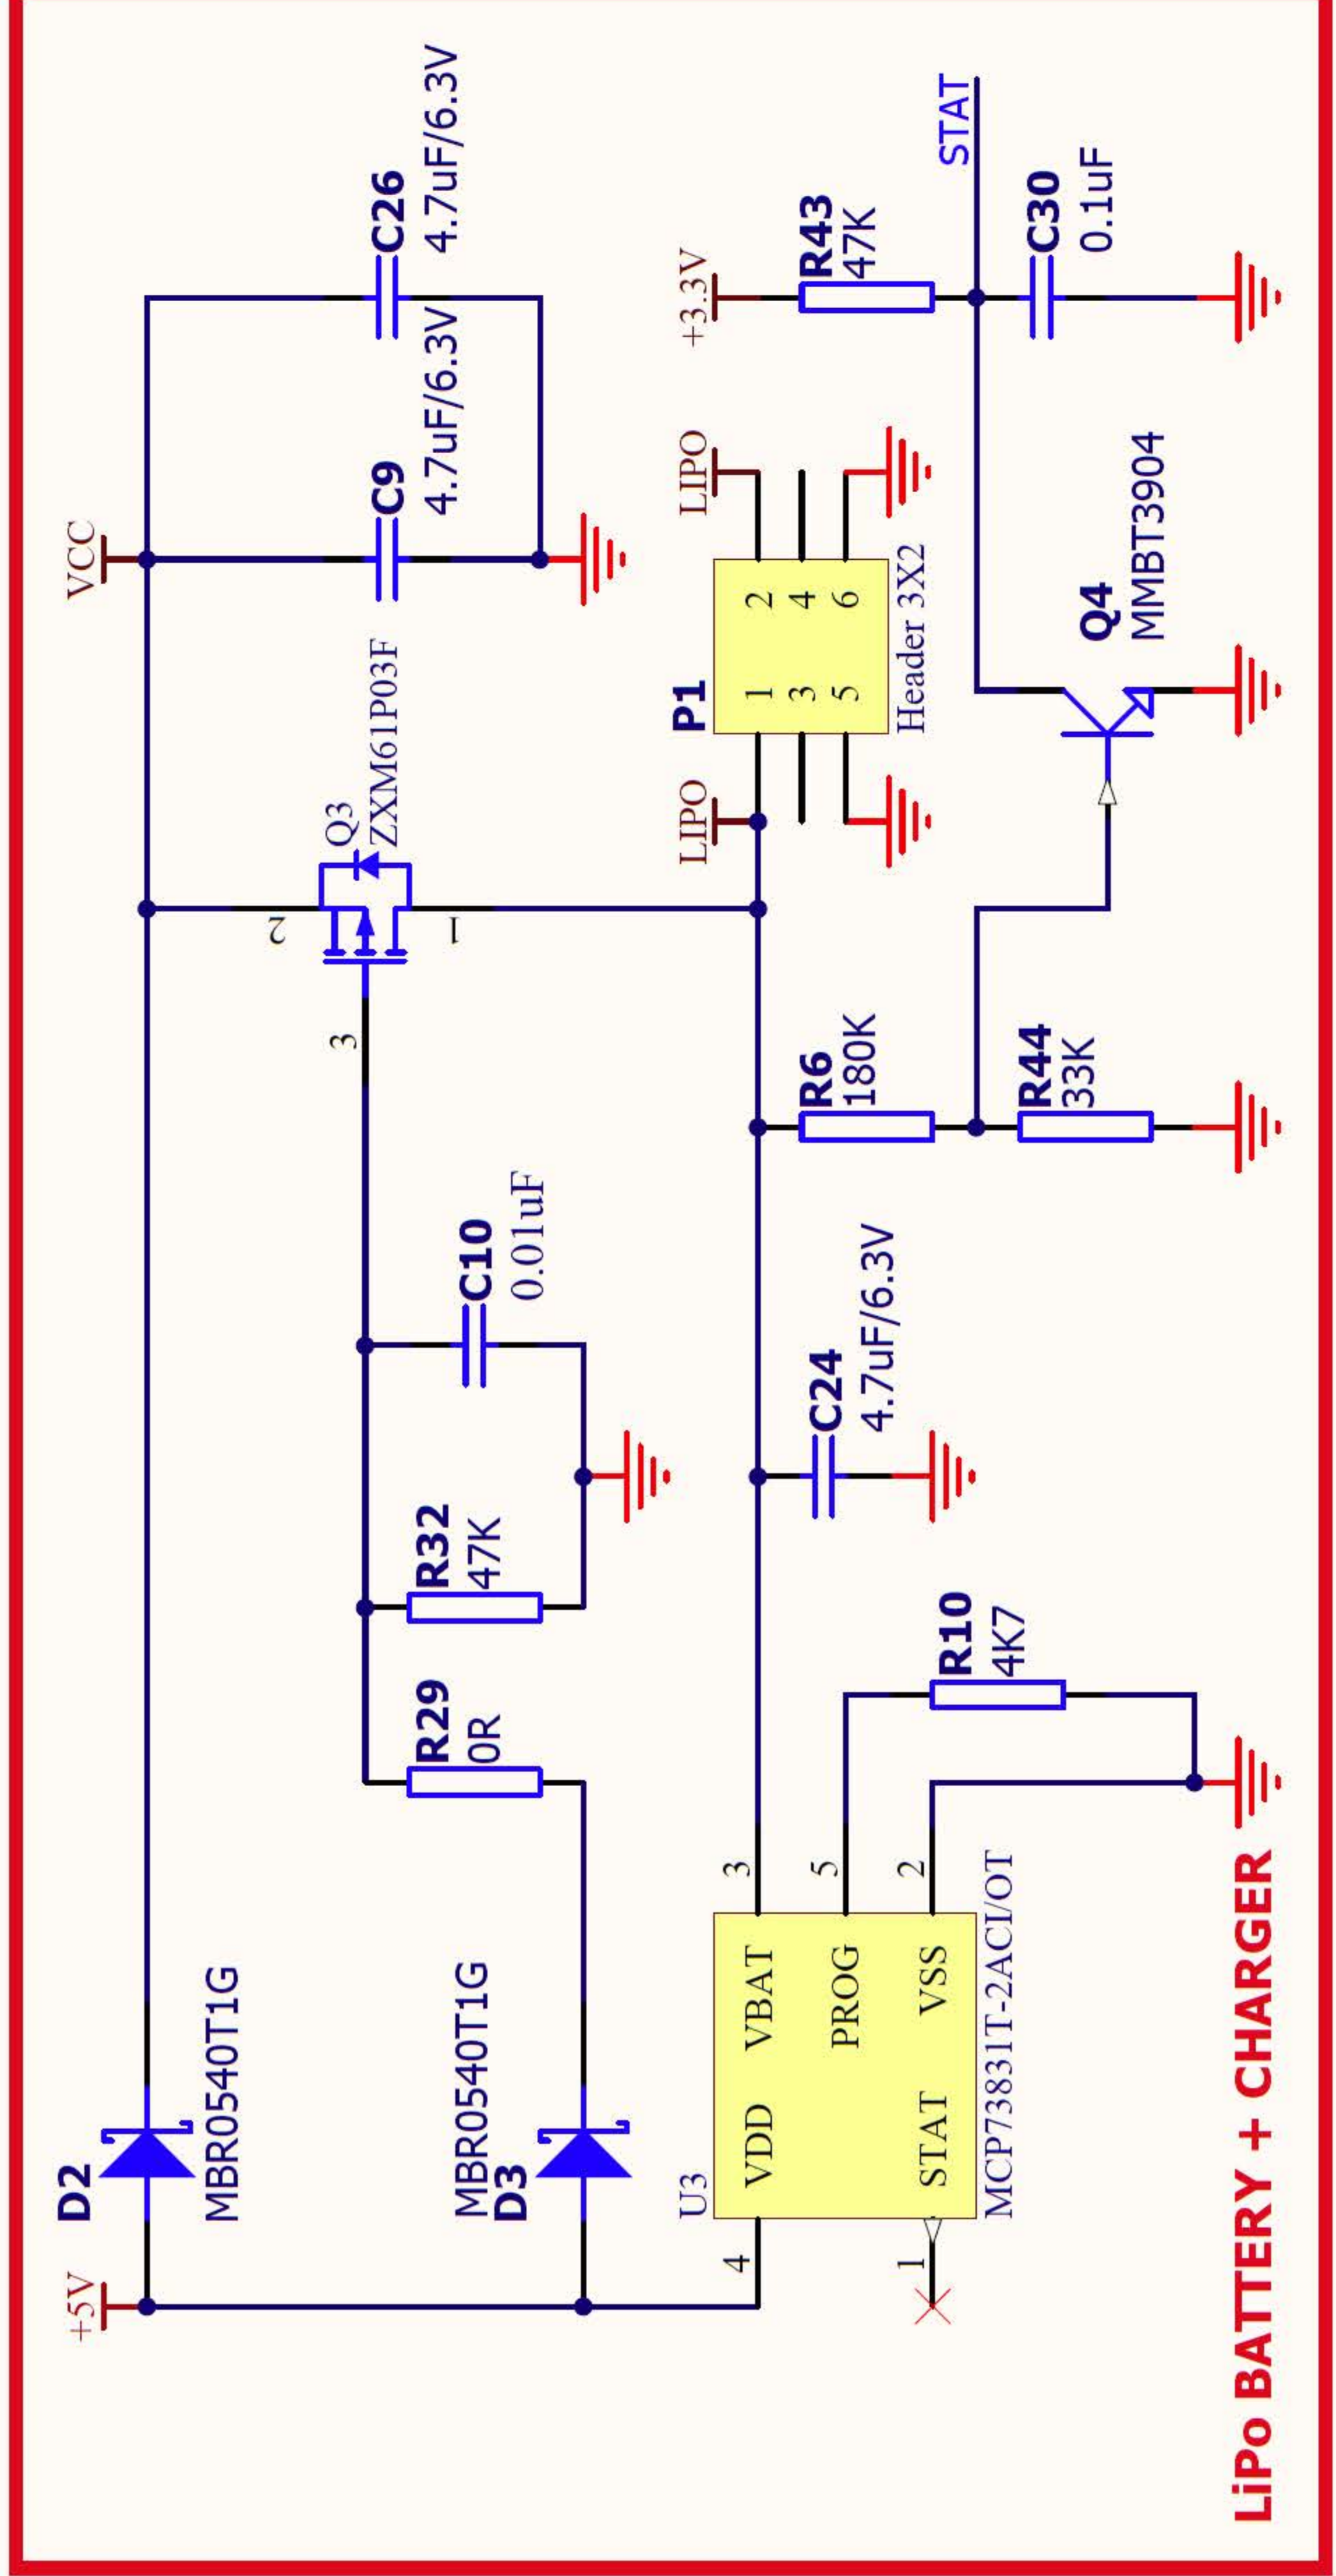 +5V
D2
MBR0540T1G
VCC
C9
4.7uF/6.3V
C26
4.7uF/6.3V
Q3
ZXM61P03F
2
1
3
R29
0R
R32
47K
C10
0.01uF
MBR0540T1G
D3
U3
4
VDD
VBAT
3
PROG
5
1
STAT
VSS
2
MCP73831T-2ACI/OT
R10
4K7
C24
4.7uF/6.3V
R6
180K
R44
33K
LIPO
P1
1
2
3
4
5
6
Header 3X2
LIPO
+3.3V
R43
47K
STAT
C30
0.1uF
Q4
MMBT3904
LiPo BATTERY + CHARGER